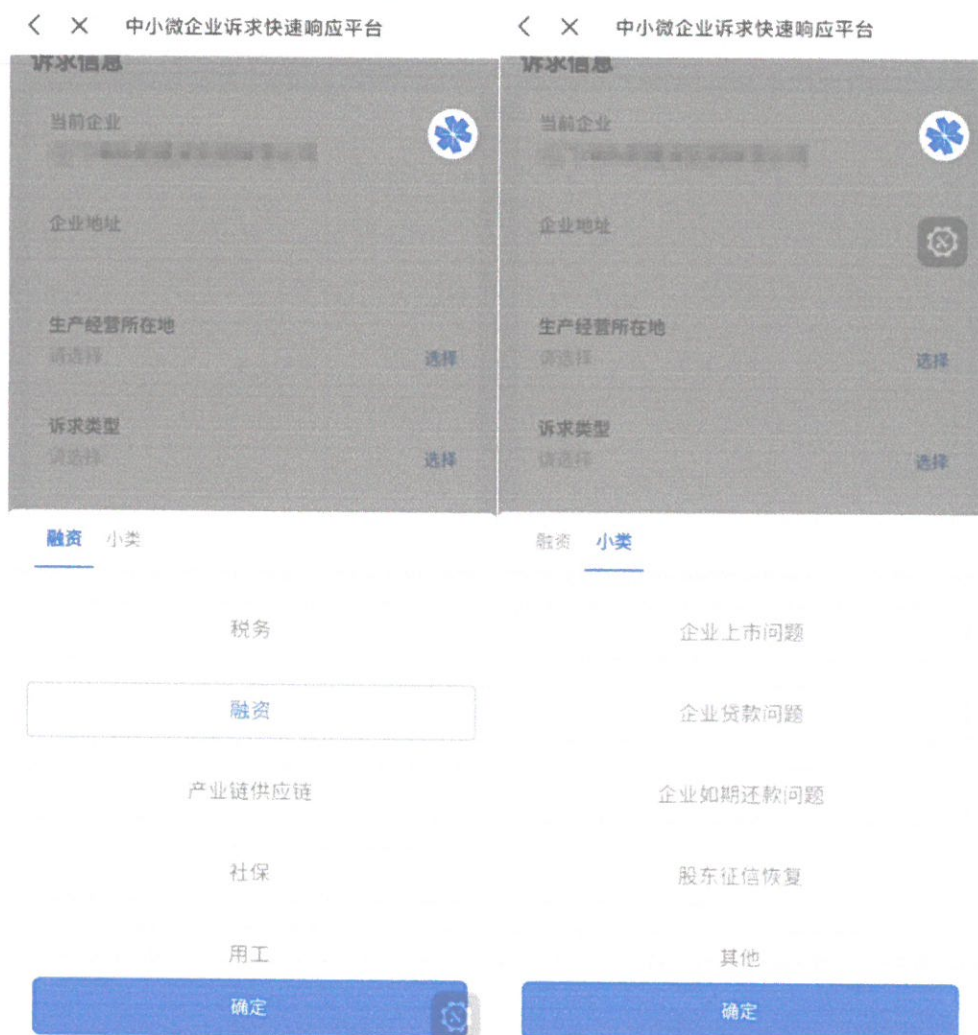 中小微企业诉求快速响应平台
诉求信息
当前企业
企业地址
生产经营所在地
请选择
选择
诉求类型
请选择
选择
融资 小类
税务
融资
产业链供应链
社保
用工
确定
中小微企业诉求快速响应平台
诉求信息
当前企业
企业地址
生产经营所在地
请选择
选择
诉求类型
请选择
选择
融资 小类
企业上市问题
企业贷款问题
企业如期还款问题
股东征信恢复
其他
确定